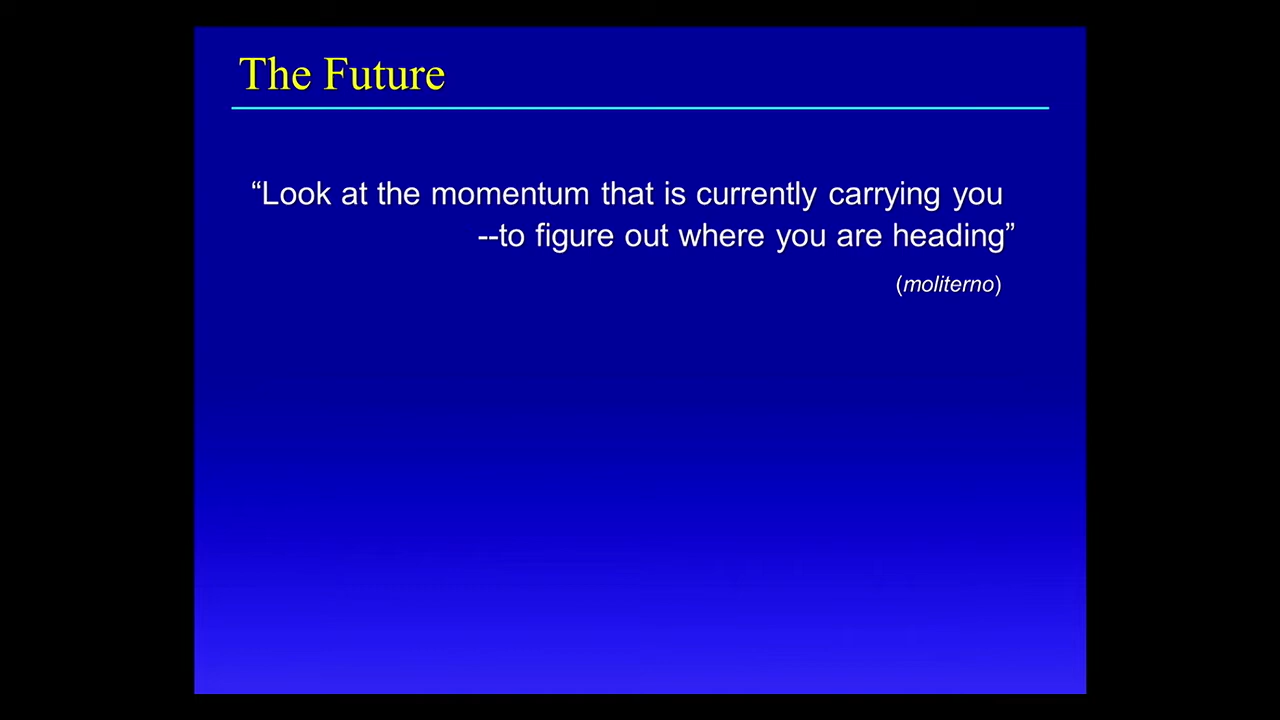 The Future
“Look at the momentum that is currently carrying you
--to figure out where you are heading”
(moliterno)